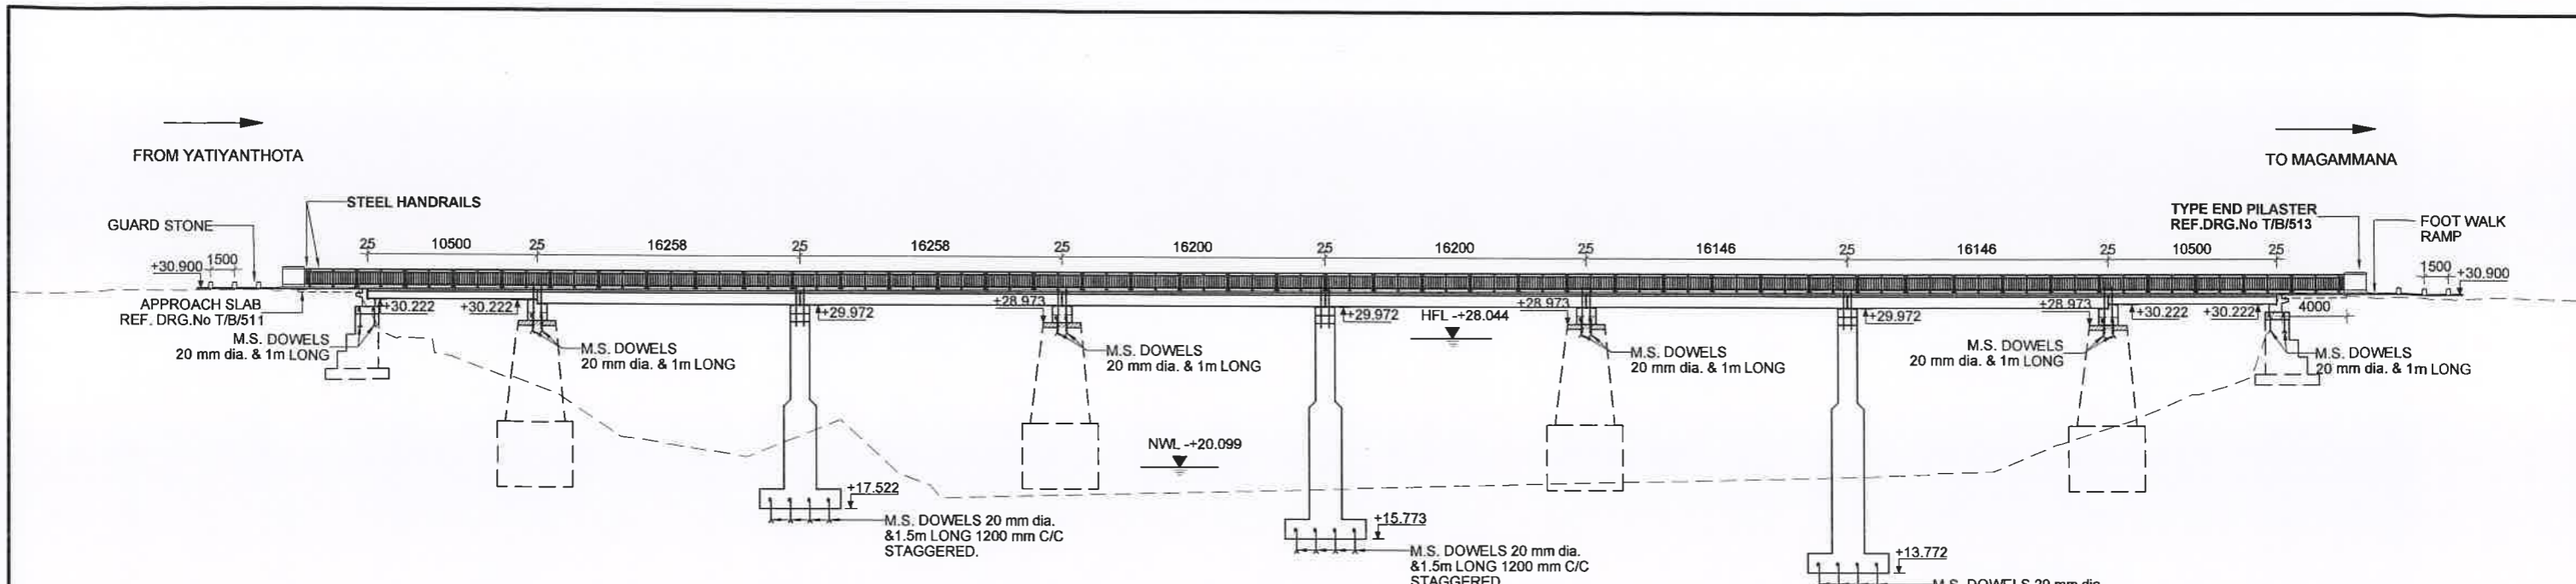 FROM YATIYANTHOTA
TO MAGAMMANA
STEEL HANDRAILS
GUARD STONE
TYPE END PILASTER
REF.DRG.No T/B/513
FOOT WALK
RAMP
25 10500 25 16258 25 16258 25 16200 25 16200 25 16146 25 16146 25 10500 25
+30.900 1500
1500 +30.900
APPROACH SLAB
REF. DRG.No T/B/511
+30.222 +30.222 +29.972 +28.973 +29.972 +28.973 +29.972 +28.973 +30.222 +30.222 4000
HFL -+28.044
M.S. DOWELS
20 mm dia. & 1m LONG
M.S. DOWELS
20 mm dia. & 1m LONG
M.S. DOWELS
20 mm dia. & 1m LONG
M.S. DOWELS
20 mm dia. & 1m LONG
M.S. DOWELS
20 mm dia. & 1m LONG
M.S. DOWELS
20 mm dia. & 1m LONG
NWL -+20.099
+17.522
M.S. DOWELS 20 mm dia.
&1.5m LONG 1200 mm C/C
STAGGERED.
+15.773
M.S. DOWELS 20 mm dia.
&1.5m LONG 1200 mm C/C
STAGGERED
+13.772
M.S. DOWELS 20 mm dia.